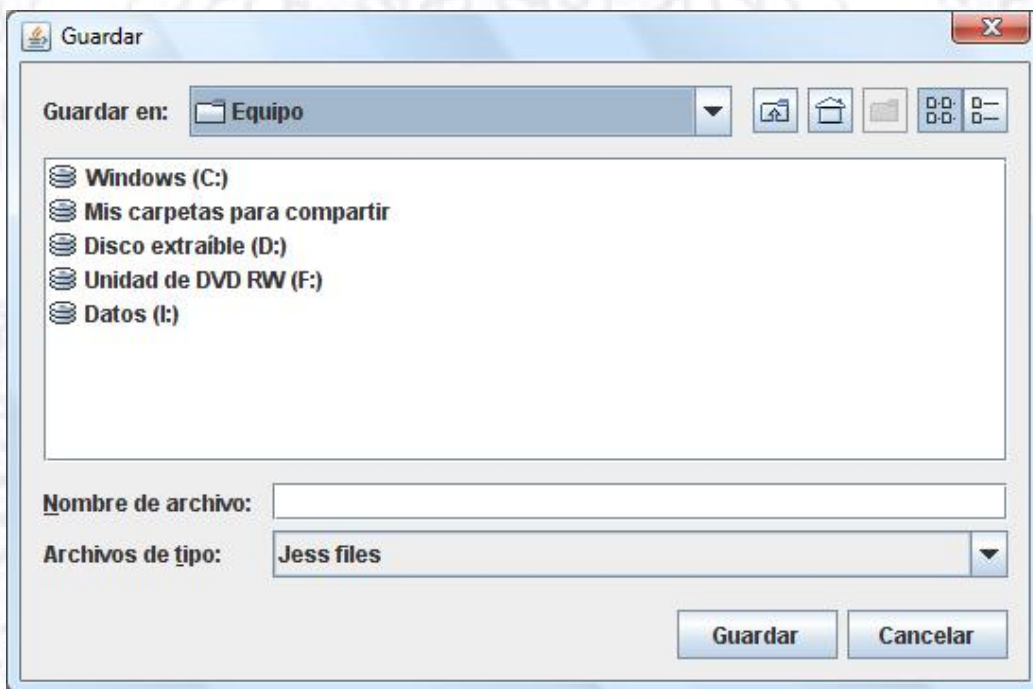 Guardar
Guardar en: Equipo
Windows (C:)
Mis carpetas para compartir
Disco extraíble (D:)
Unidad de DVD RW (F:)
Datos (I:)
Nombre de archivo:
Archivos de tipo: Jess files
Guardar Cancelar